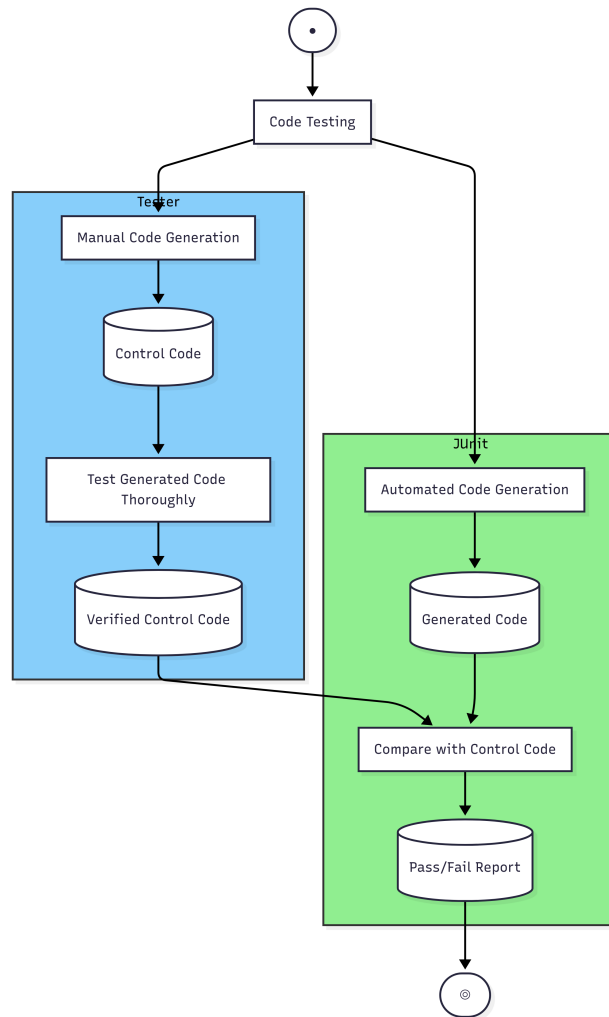 Code Testing
Tester
Manual Code Generation
Control Code
Test Generated Code
Thoroughly
Verified Control Code
JUnit
Automated Code Generation
Generated Code
Compare with Control Code
Pass/Fail Report